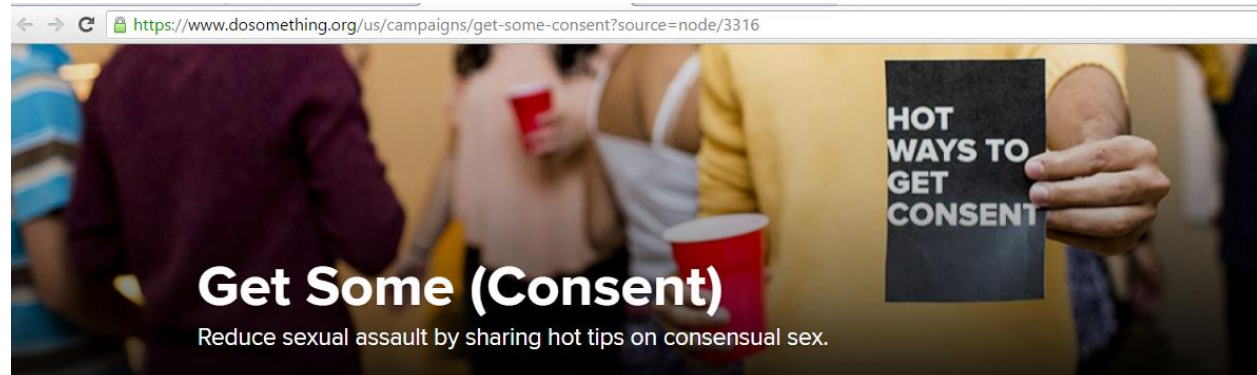 https://www.dosomething.org/us/campaigns/get-some-consent?source=node/3316
HOT
WAYS TO
GET
CONSENT
Get Some (Consent)
Reduce sexual assault by sharing hot tips on consensual sex.